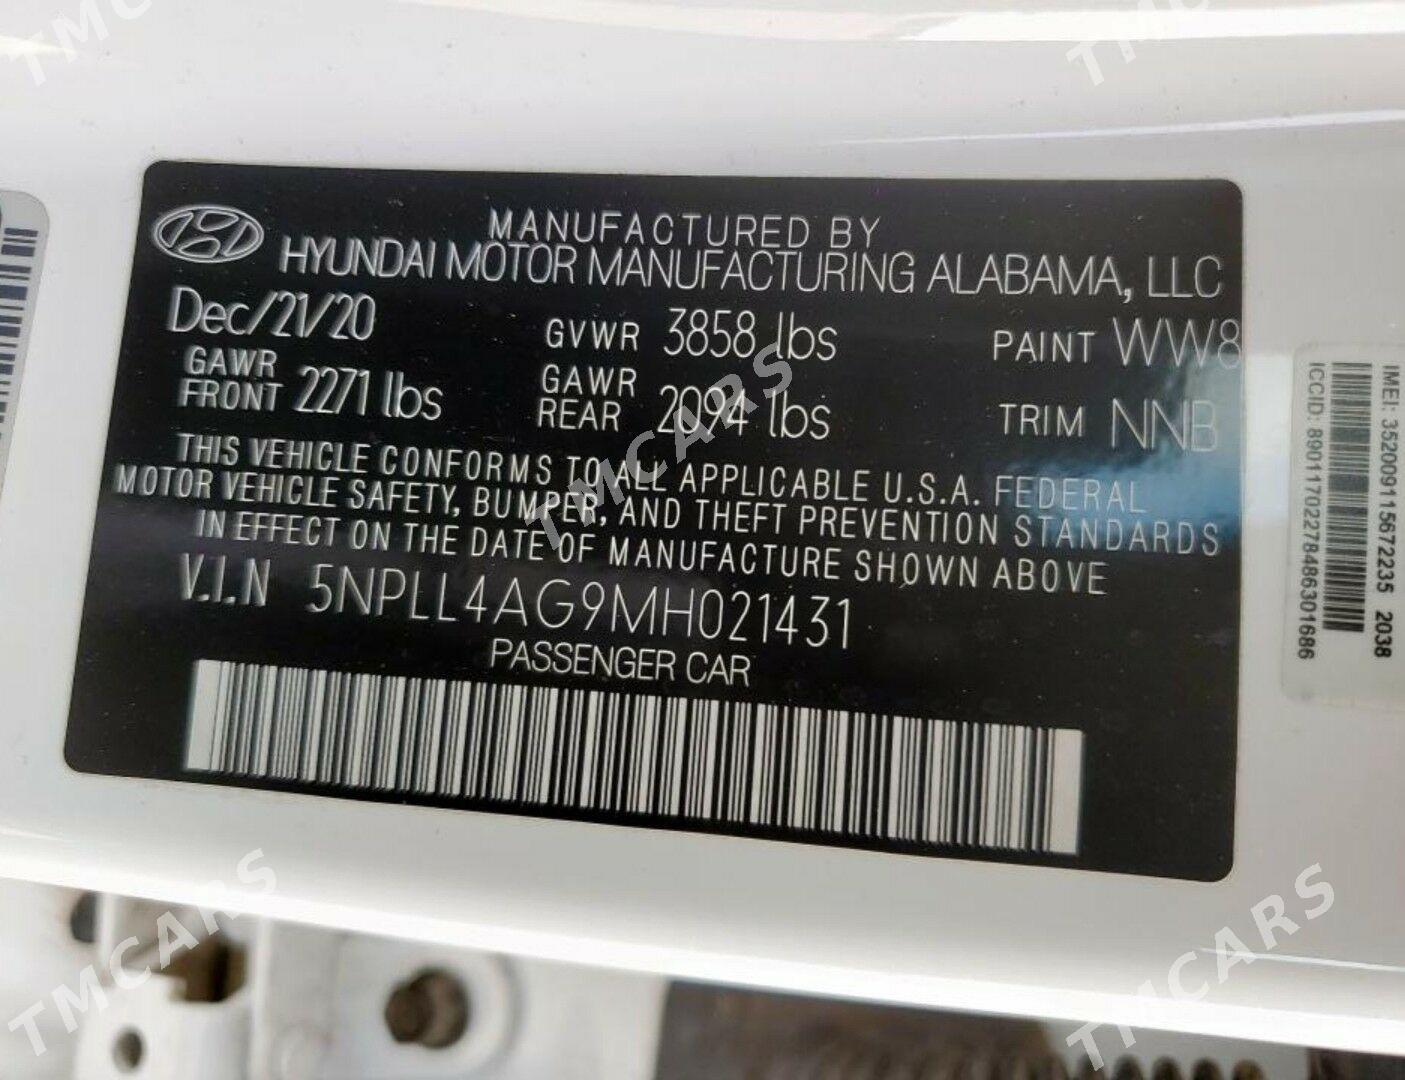 MANUFACTURED BY
HYUNDAI MOTOR MANUFACTURING ALABAMA, LLC
Dec/21/20 GVWR 3858 lbs PAINT WW8
GAWR FRONT 2271 lbs GAWR REAR 2094 lbs TRIM NNB
THIS VEHICLE CONFORMS TO ALL APPLICABLE U.S.A. FEDERAL
MOTOR VEHICLE SAFETY, BUMPER, AND THEFT PREVENTION STANDARDS
IN EFFECT ON THE DATE OF MANUFACTURE SHOWN ABOVE
V.I.N 5NPLL4AG9MH021431
PASSENGER CAR
IMEI: 352009115672235 2038
ICCID: 89011702278486301686
TMCARS
TMCARS
TMCARS
TMCARS
TMCARS